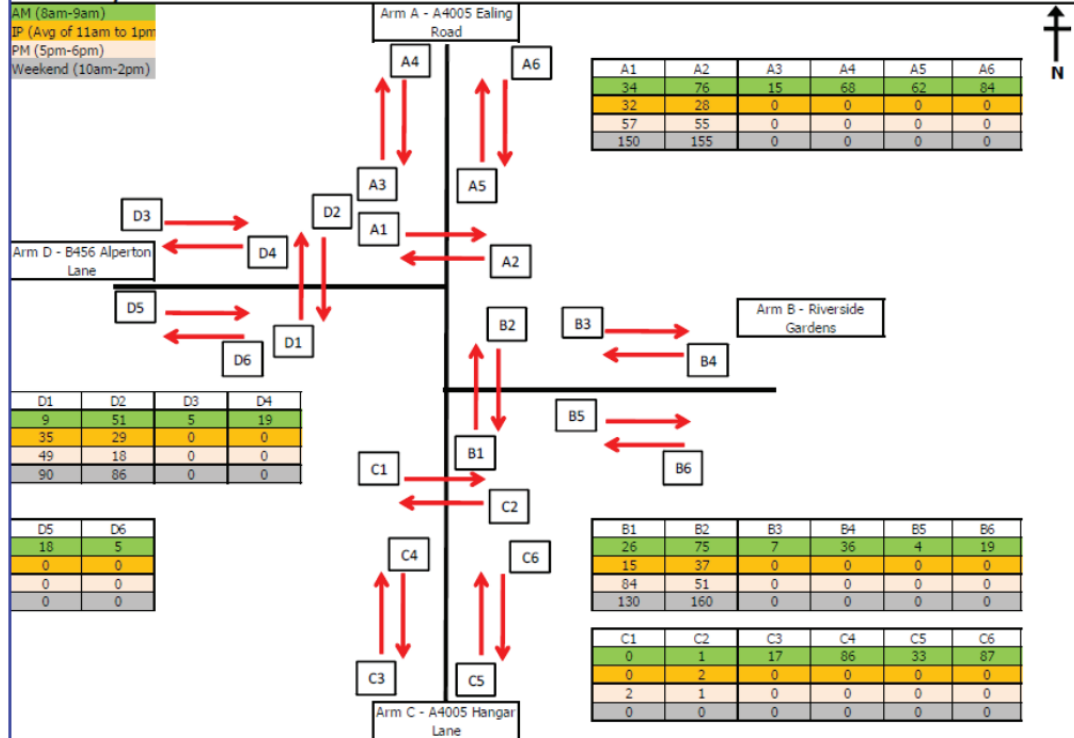 AM (8am-9am)
IP (Avg of 11am to 1pm
PM (5pm-6pm)
Weekend (10am-2pm)
Arm A - A4005 Ealing
Road
N
A4
A6
A3
A5
A1 A2 A3 A4 A5 A6
34 76 15 68 62 84
32 28 0 0 0 0
57 55 0 0 0 0
150 155 0 0 0 0
D3
D2
A1
D4
A2
Arm D - B456 Alperton
Lane
D5
D6
D1
B2
B3
B4
Arm B - Riverside
Gardens
B5
B6
B1
D1 D2 D3 D4
9 51 5 19
35 29 0 0
49 18 0 0
90 86 0 0
C1
C2
D5 D6
18 5
0 0
0 0
0 0
C4
C6
C3
C5
B1 B2 B3 B4 B5 B6
26 75 7 36 4 19
15 37 0 0 0 0
84 51 0 0 0 0
130 160 0 0 0 0
C1 C2 C3 C4 C5 C6
0 1 17 86 33 87
0 2 0 0 0 0
2 1 0 0 0 0
0 0 0 0 0 0
Arm C - A4005 Hangar
Lane